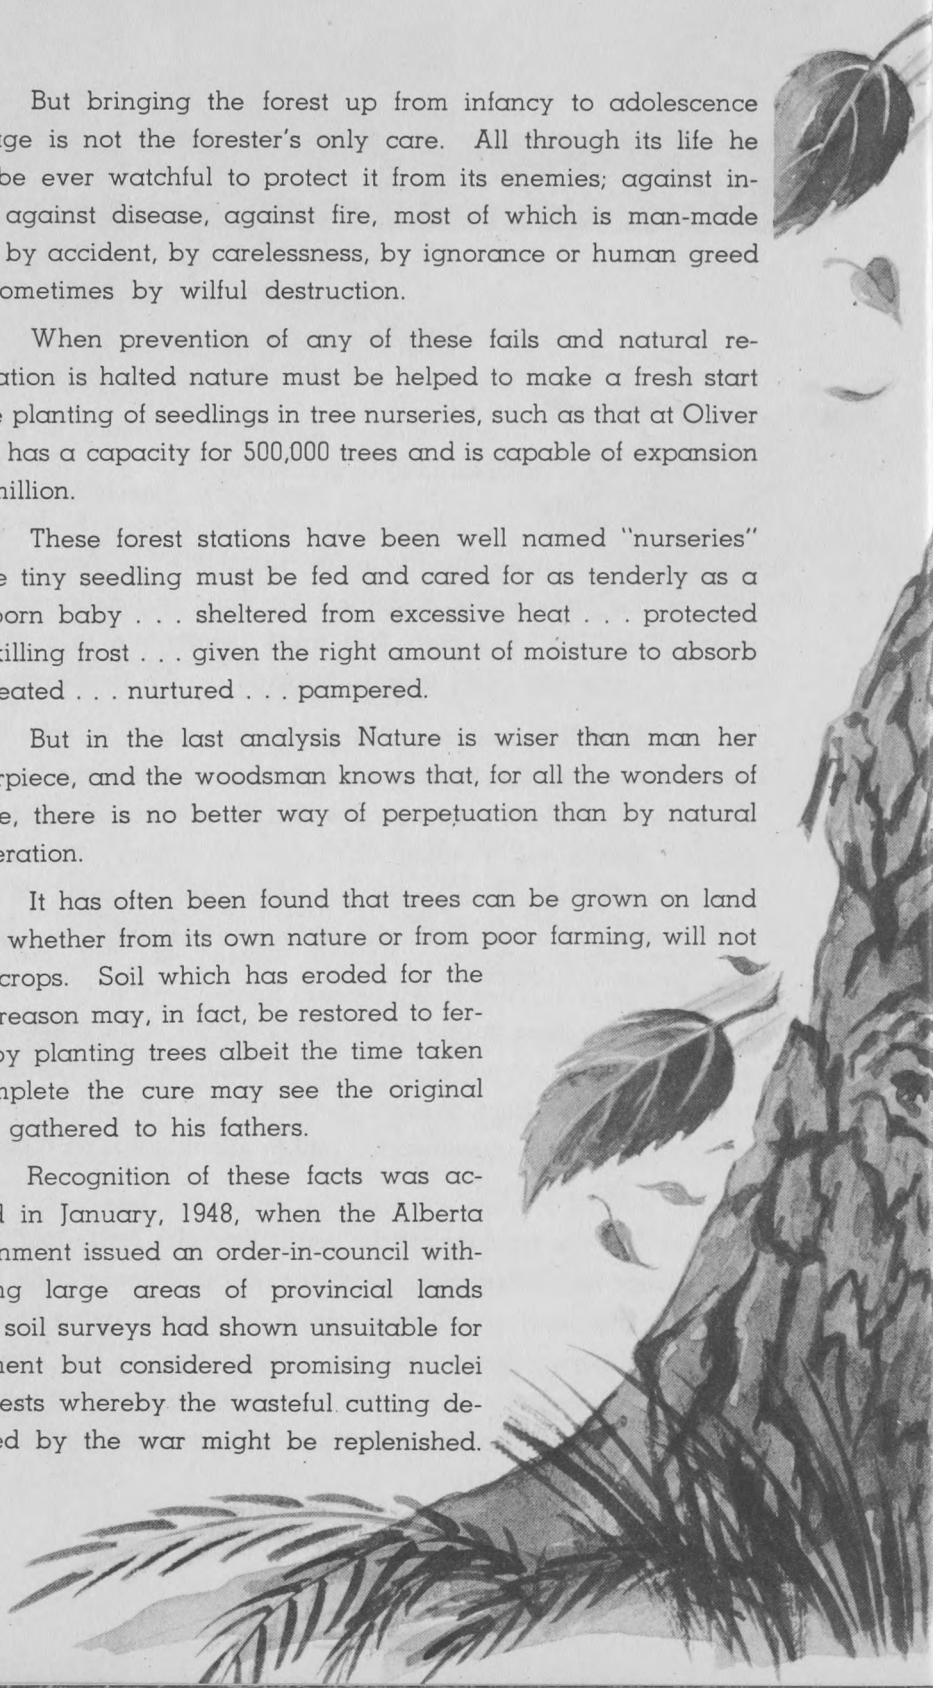 But bringing the forest up from infancy to adolescence
ge is not the forester's only care. All through its life he
be ever watchful to protect it from its enemies; against in-
against disease, against fire, most of which is man-made
by accident, by carelessness, by ignorance or human greed
ometimes by wilful destruction.
When prevention of any of these fails and natural re-
ation is halted nature must be helped to make a fresh start
e planting of seedlings in tree nurseries, such as that at Oliver
has a capacity for 500,000 trees and is capable of expansion
million.
These forest stations have been well named "nurseries"
e tiny seedling must be fed and cared for as tenderly as a
born baby . . . sheltered from excessive heat . . . protected
killing frost . . . given the right amount of moisture to absorb
eated . . . nurtured . . . pampered.
But in the last analysis Nature is wiser than man her
rpiece, and the woodsman knows that, for all the wonders of
e, there is no better way of perpetuation than by natural
eration.
It has often been found that trees can be grown on land
whether from its own nature or from poor farming, will not
crops. Soil which has eroded for the
reason may, in fact, be restored to fer-
by planting trees albeit the time taken
mplete the cure may see the original
gathered to his fathers.
Recognition of these facts was ac-
d in January, 1948, when the Alberta
nment issued an order-in-council with-
ng large areas of provincial lands
soil surveys had shown unsuitable for
ment but considered promising nuclei
ests whereby the wasteful cutting de-
ed by the war might be replenished.